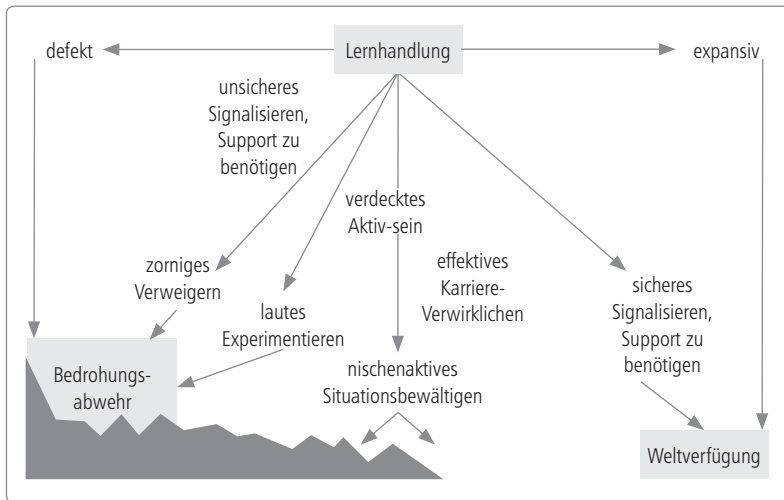 defekt
Lernhandlung
expansiv
unsicheres
Signalisieren,
Support zu
benötigen
verdecktes
Aktiv-sein
zorniges
Verweigern
effektives
Karriere-
Verwirklichen
lautes
Experimentieren
sicheres
Signalisieren,
Support zu
benötigen
nischenaktives
Situationsbewältigen
Bedrohungs-
abwehr
Weltverfügung